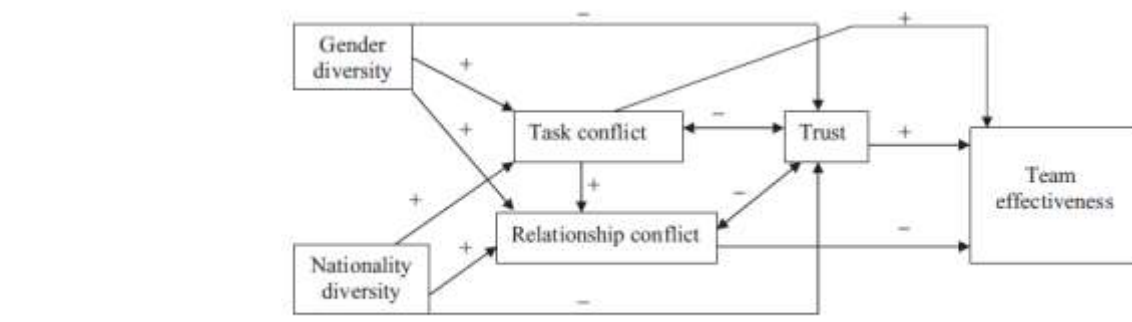 −
+
Gender
diversity
+
+
Task conflict
−
Trust
+
Team
effectiveness
+
−
+
Relationship conflict
−
+
Nationality
diversity
−